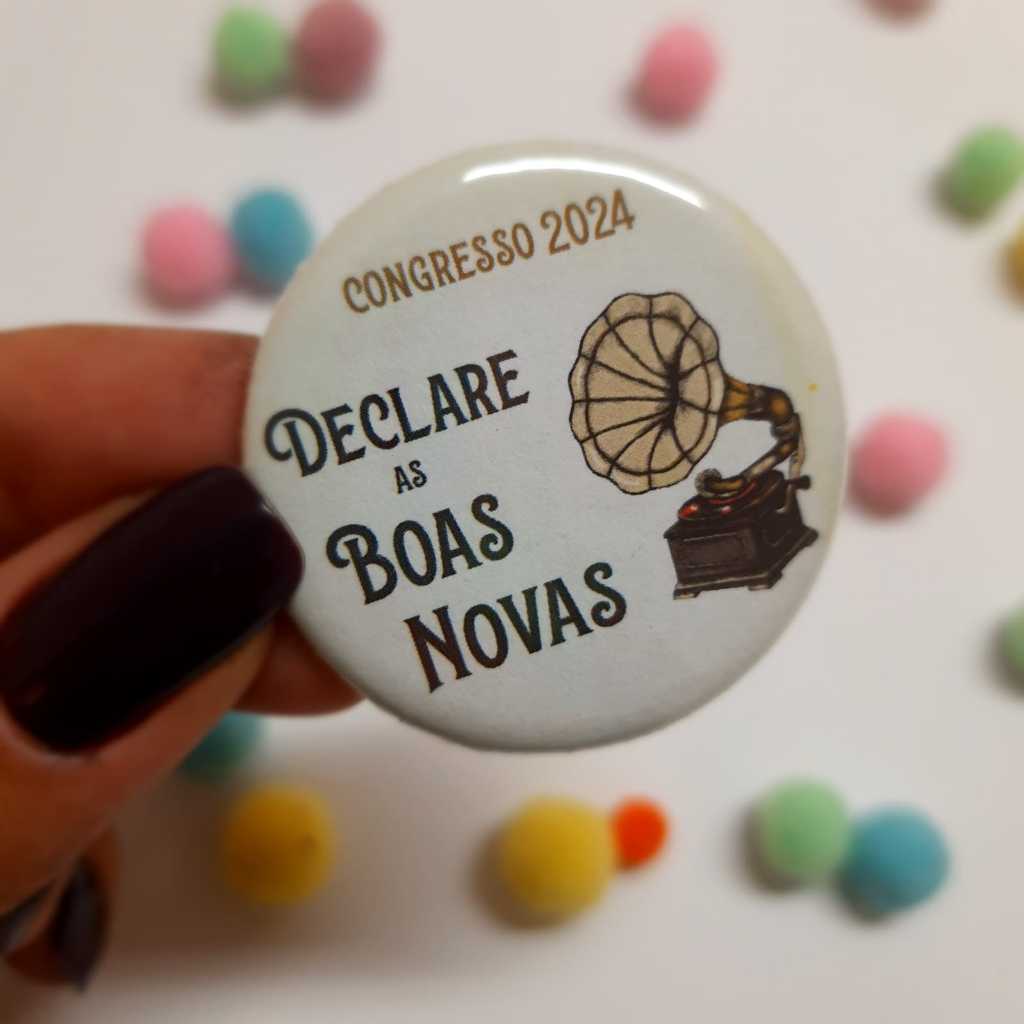 CONGRESSO 2024
DECLARE
AS
BOAS
NOVAS